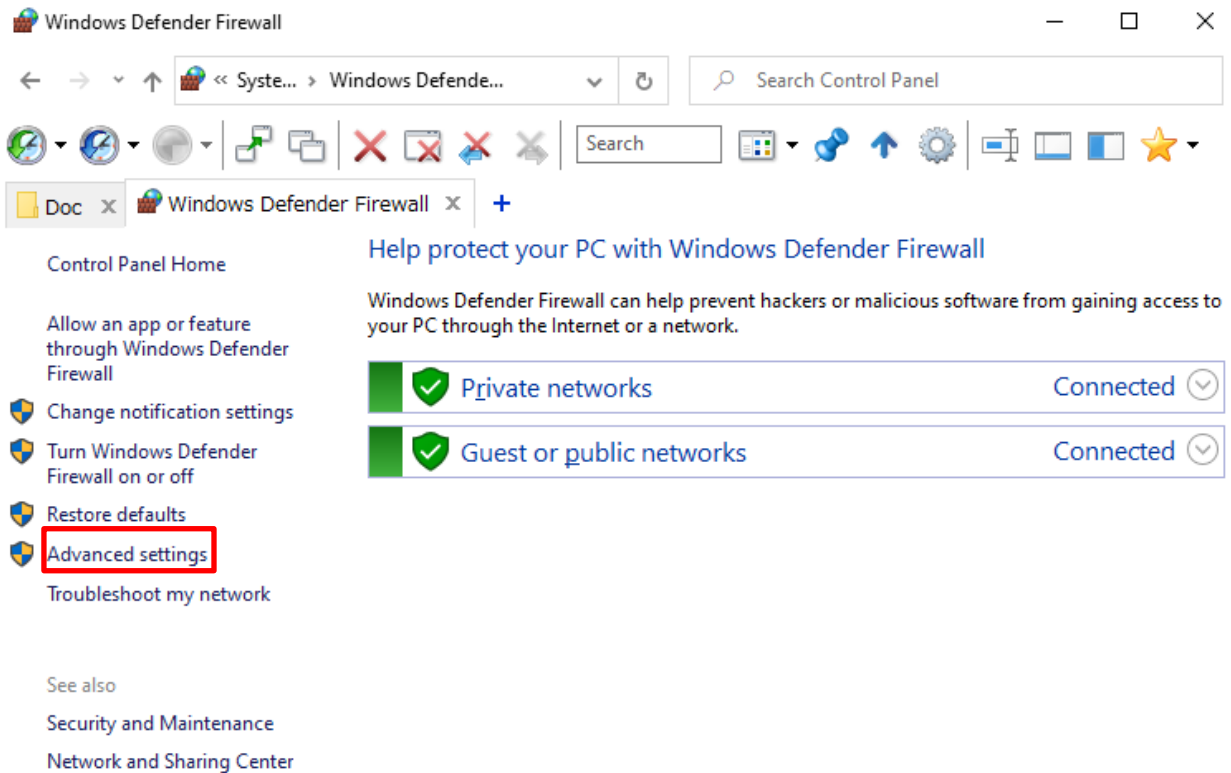 Windows Defender Firewall
« Syste... › Windows Defende...
Search Control Panel
Search
Doc
Windows Defender Firewall
Control Panel Home
Allow an app or feature
through Windows Defender
Firewall
Change notification settings
Turn Windows Defender
Firewall on or off
Restore defaults
Advanced settings
Troubleshoot my network
See also
Security and Maintenance
Network and Sharing Center
Help protect your PC with Windows Defender Firewall
Windows Defender Firewall can help prevent hackers or malicious software from gaining access to
your PC through the Internet or a network.
Private networks Connected
Guest or public networks Connected